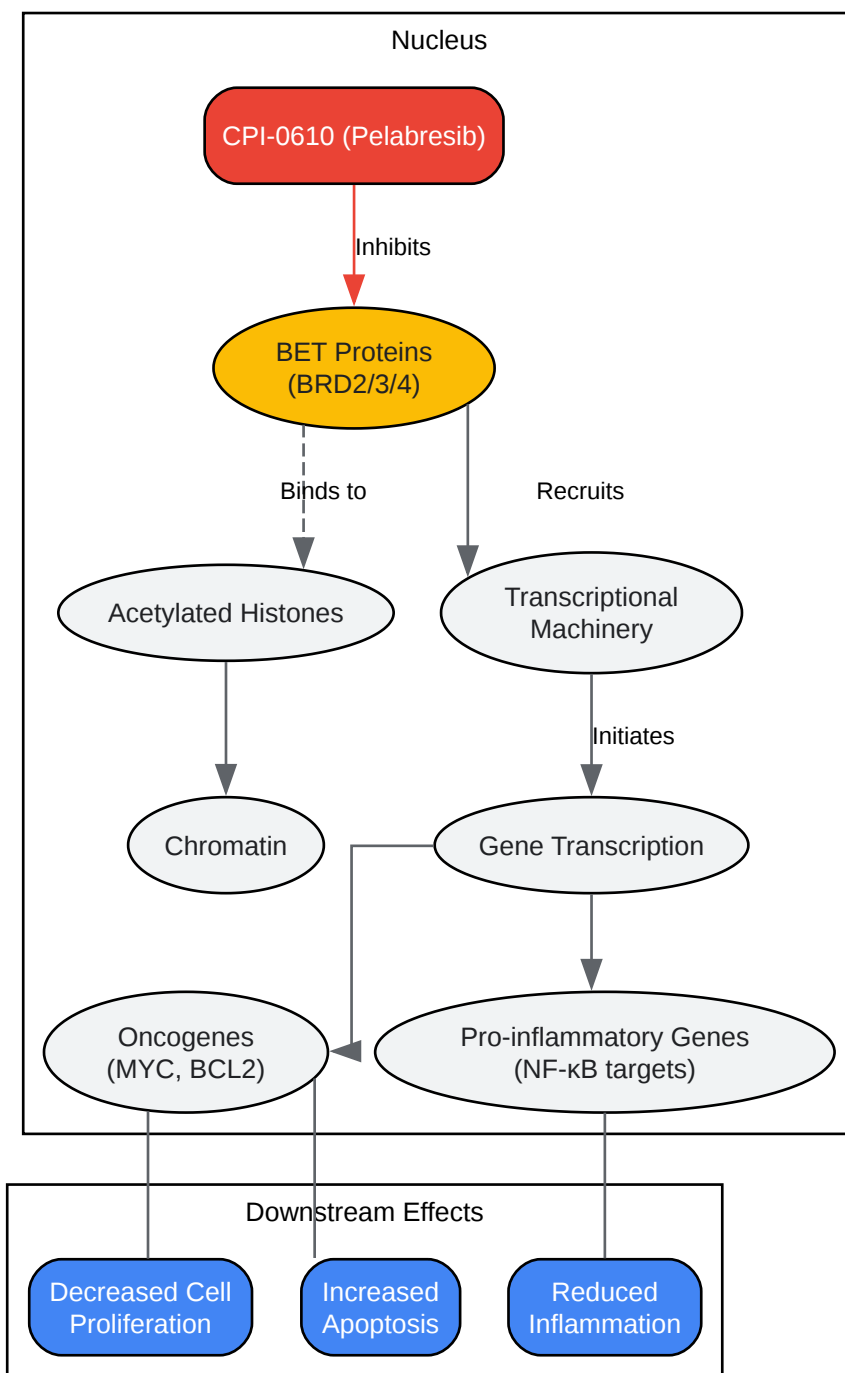 Nucleus
CPI-0610 (Pelabresib)
Inhibits
BET Proteins
(BRD2/3/4)
Binds to
Recruits
Acetylated Histones
Transcriptional
Machinery
Initiates
Chromatin
Gene Transcription
Oncogenes
(MYC, BCL2)
Pro-inflammatory Genes
(NF-κB targets)
Downstream Effects
Decreased Cell
Proliferation
Increased
Apoptosis
Reduced
Inflammation